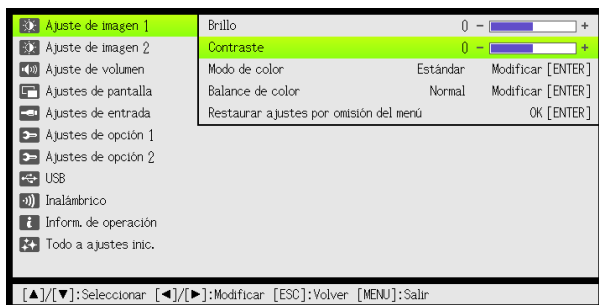 Ajuste de imagen 1
Ajuste de imagen 2
Ajuste de volumen
Ajustes de pantalla
Ajustes de entrada
Ajustes de opción 1
Ajustes de opción 2
USB
Inalámbrico
Inform. de operación
Todo a ajustes inic.
Brillo 0 - +
Contraste 0 - +
Modo de color Estándar Modificar [ENTER]
Balance de color Normal Modificar [ENTER]
Restaurar ajustes por omisión del menú OK [ENTER]
[▲]/[▼]:Seleccionar [◄]/[►]:Modificar [ESC]:Volver [MENU]:Salir